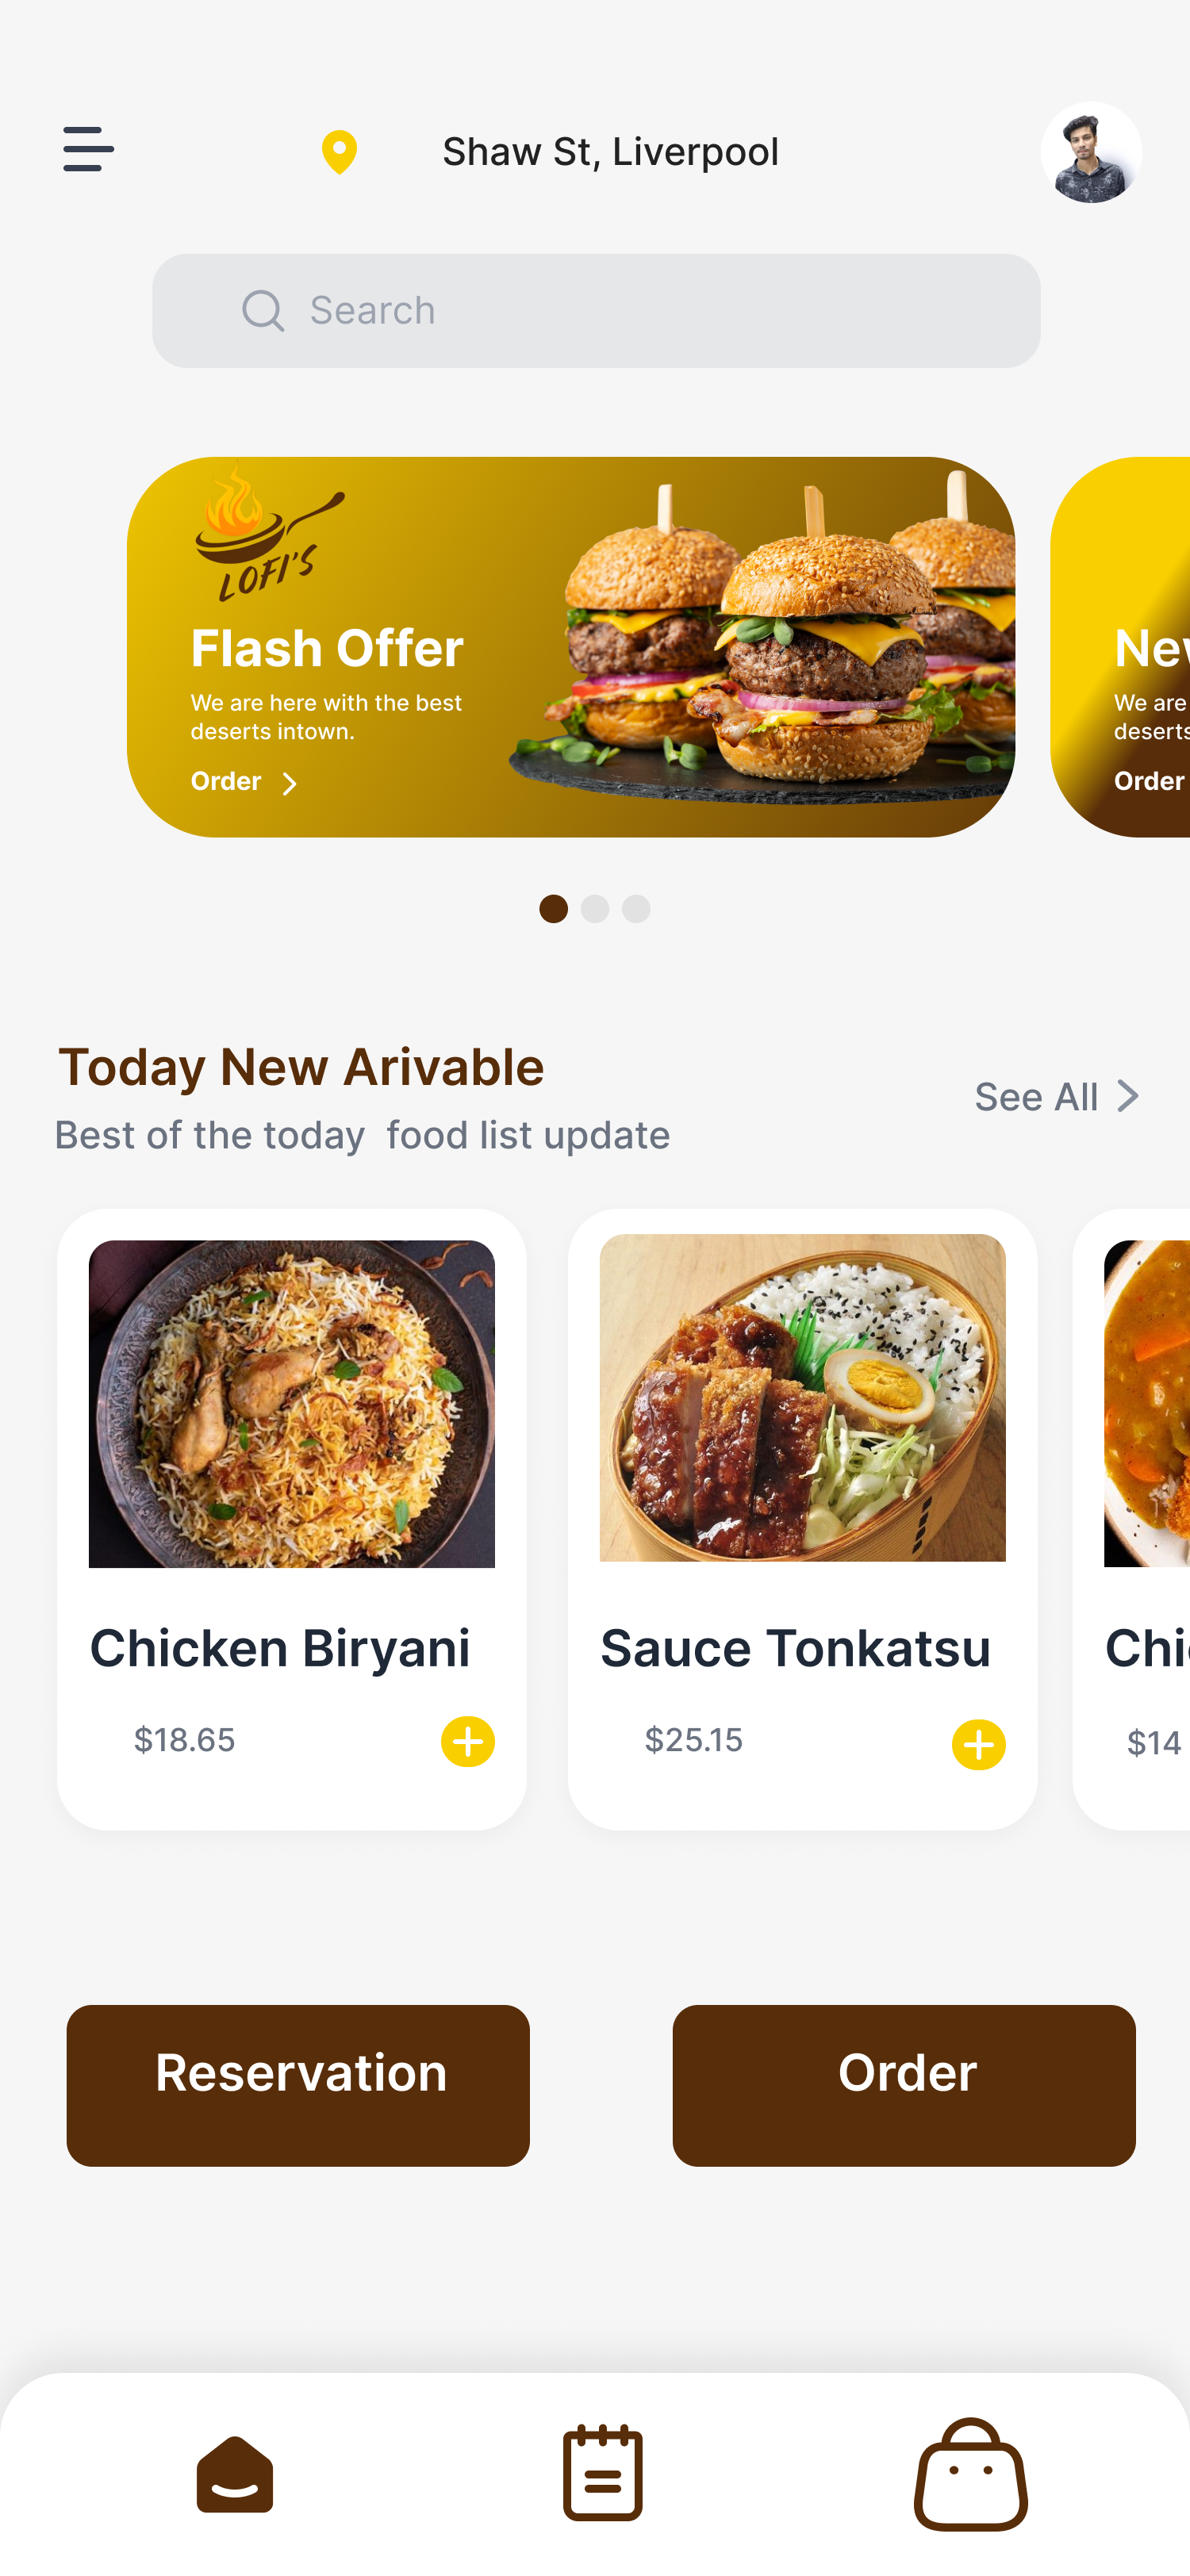 Shaw St, Liverpool
Search
LOFI'S
Flash Offer
We are here with the best
deserts intown.
Order
New
We are
deserts
Order
Today New Arivable
Best of the today food list update
See All
Chicken Biryani
$18.65
Sauce Tonkatsu
$25.15
Chi
$14
Reservation
Order